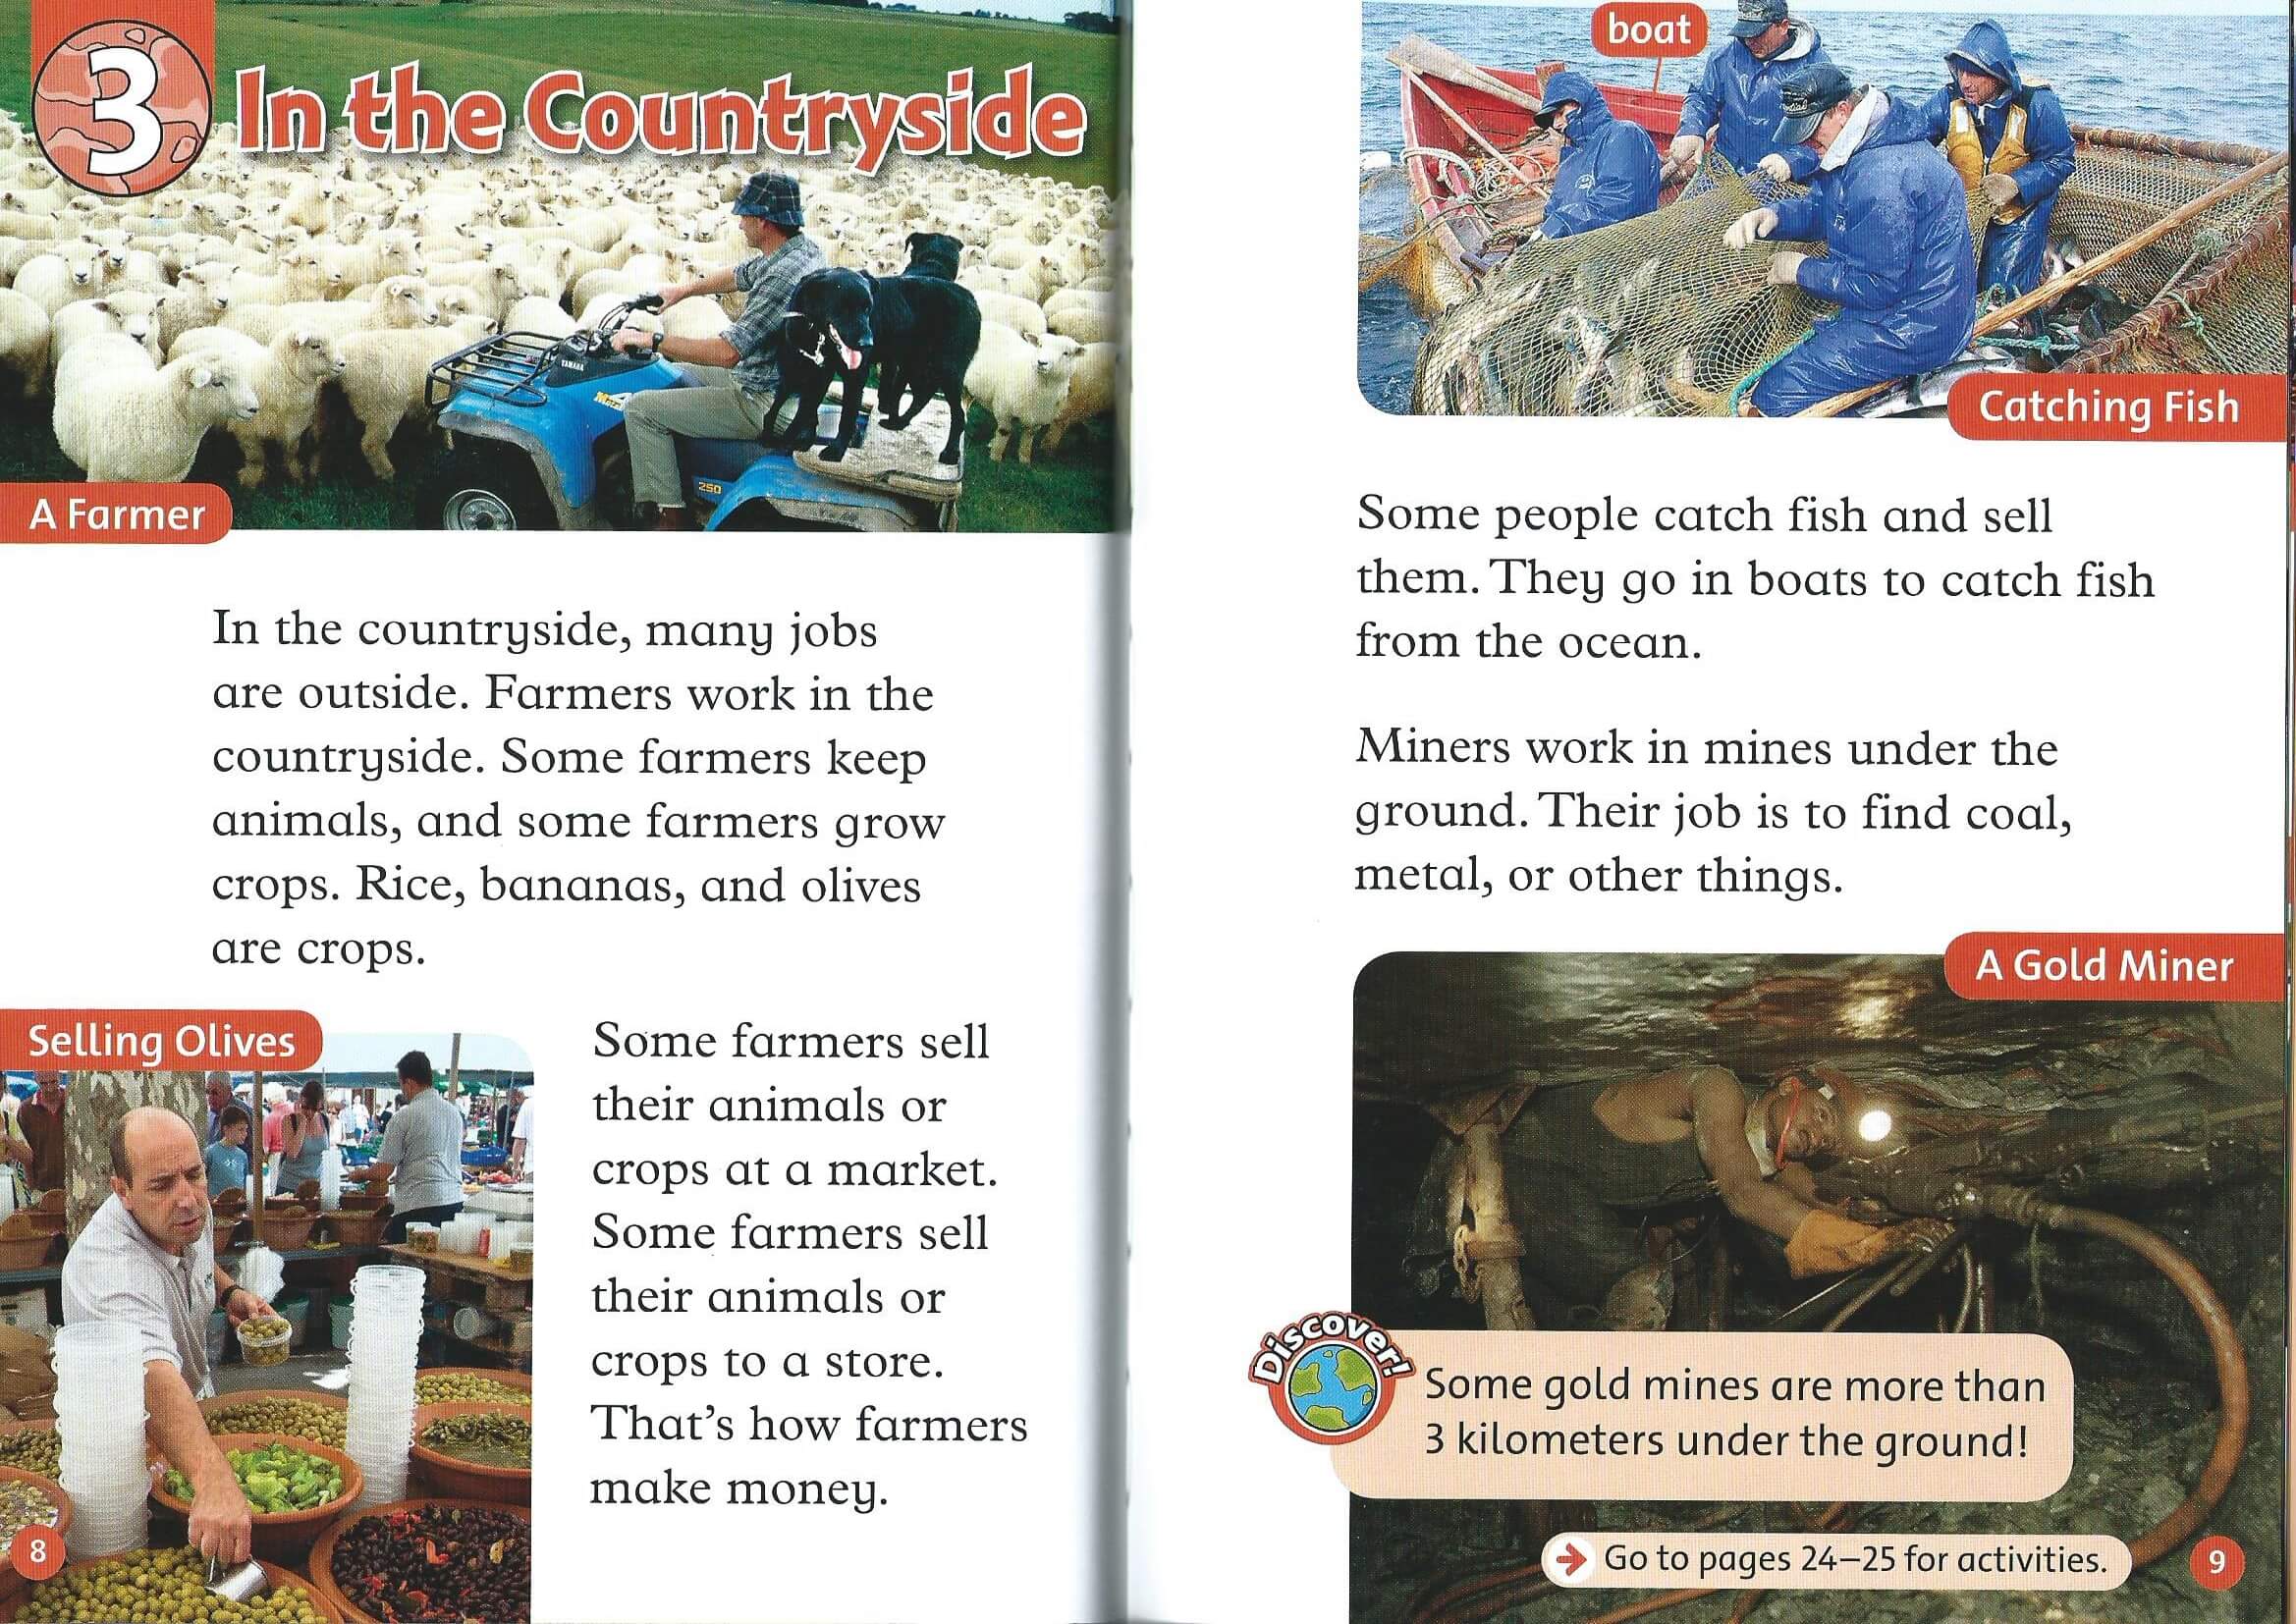 3
In the Countryside
YAMAHA
250
A Farmer
In the countryside, many jobs
are outside. Farmers work in the
countryside. Some farmers keep
animals, and some farmers grow
crops. Rice, bananas, and olives
are crops.
Selling Olives
Some farmers sell
their animals or
crops at a market.
Some farmers sell
their animals or
crops to a store.
That's how farmers
make money.
8
boat
Catching Fish
Some people catch fish and sell
them. They go in boats to catch fish
from the ocean.
Miners work in mines under the
ground. Their job is to find coal,
metal, or other things.
A Gold Miner
Discover!
Some gold mines are more than
3 kilometers under the ground!
Go to pages 24–25 for activities.
9